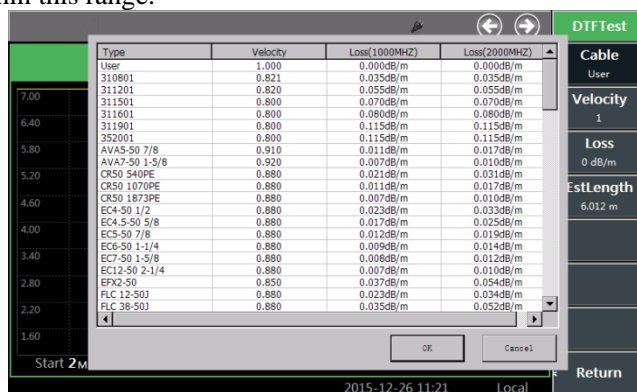 DTFTest
Type Velocity Loss(1000MHZ) Loss(2000MHZ)
User 1.000 0.000dB/m 0.000dB/m
310801 0.821 0.035dB/m 0.035dB/m
311201 0.820 0.055dB/m 0.055dB/m
311501 0.800 0.070dB/m 0.070dB/m
311601 0.800 0.080dB/m 0.080dB/m
311901 0.800 0.115dB/m 0.115dB/m
352001 0.800 0.115dB/m 0.115dB/m
AVA5-50 7/8 0.910 0.011dB/m 0.017dB/m
AVA7-50 1-5/8 0.920 0.007dB/m 0.010dB/m
CR50 540PE 0.880 0.021dB/m 0.031dB/m
CR50 1070PE 0.880 0.011dB/m 0.017dB/m
CR50 1873PE 0.880 0.007dB/m 0.010dB/m
EC4-50 1/2 0.880 0.023dB/m 0.033dB/m
EC4.5-50 5/8 0.880 0.017dB/m 0.025dB/m
EC5-50 7/8 0.880 0.012dB/m 0.019dB/m
EC6-50 1-1/4 0.880 0.009dB/m 0.014dB/m
EC7-50 1-5/8 0.880 0.008dB/m 0.012dB/m
EC12-50 2-1/4 0.880 0.007dB/m 0.010dB/m
EFX2-50 0.850 0.037dB/m 0.054dB/m
FLC 12-50J 0.880 0.023dB/m 0.034dB/m
FLC 38-50J 0.880 0.035dB/m 0.052dB/m
OK Cancel
7.00
6.40
5.80
5.20
4.60
4.00
3.40
2.80
2.20
1.60
Start 2M
2015-12-26 11:21 Local
Cable
User
Velocity
1
Loss
0 dB/m
EstLength
6.012 m
Return